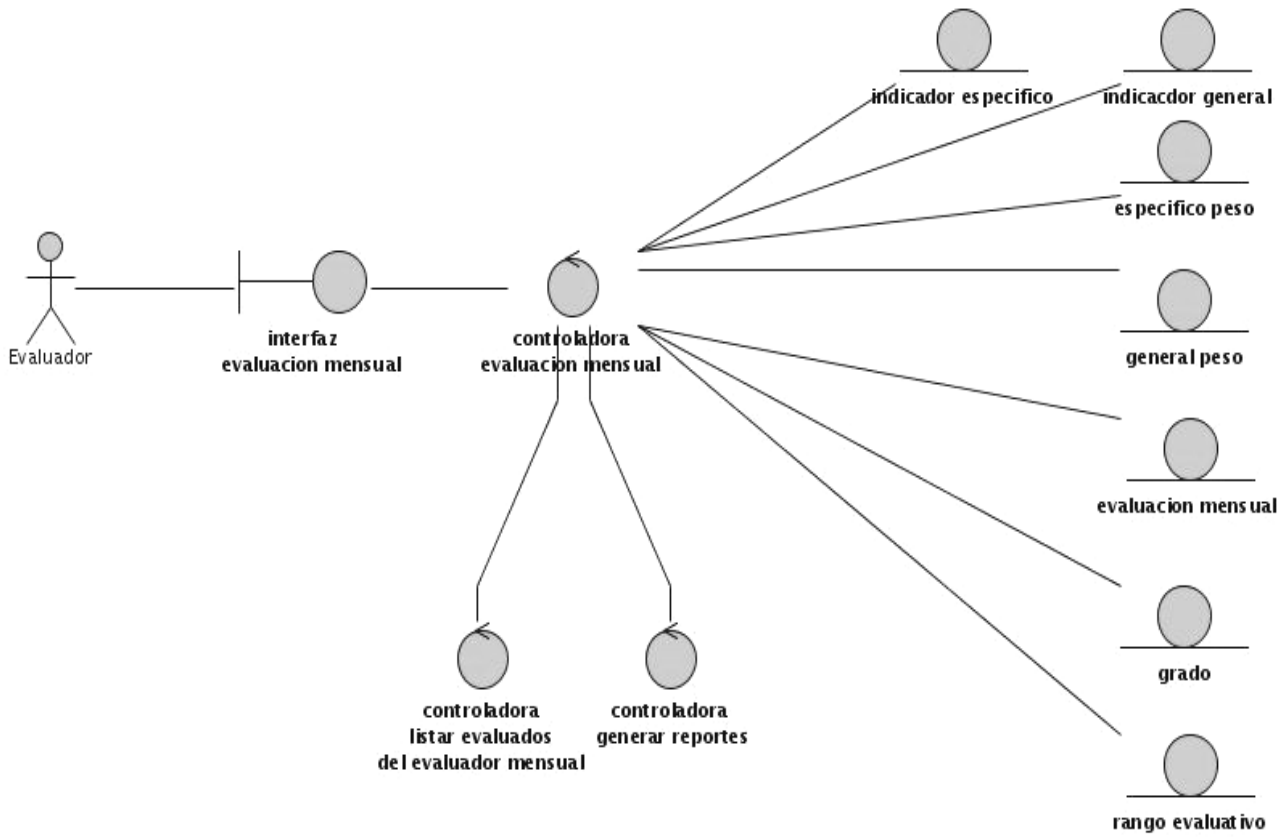 indicador especifico
indicacdor general
especifico peso
Evaluador
interfaz
evaluacion mensual
controladora
evaluacion mensual
general peso
evaluacion mensual
grado
controladora
listar evaluados
del evaluador mensual
controladora
generar reportes
rango evaluativo